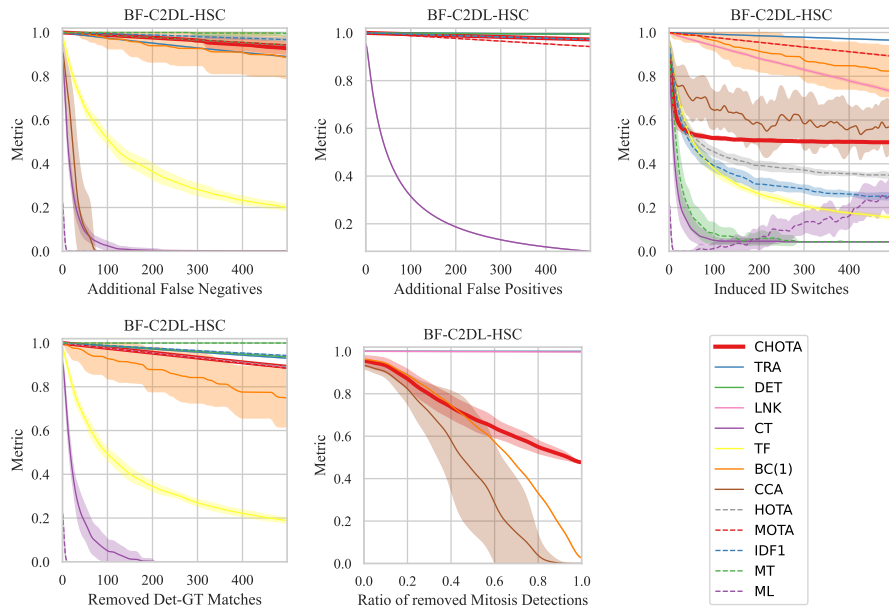 BF-C2DL-HSC
BF-C2DL-HSC
BF-C2DL-HSC
Metric
1.0
0.8
0.6
0.4
0.2
0.0
0 100 200 300 400
Additional False Negatives
Metric
1.0
0.8
0.6
0.4
0.2
0 100 200 300 400
Additional False Positives
Metric
1.0
0.8
0.6
0.4
0.2
0.0
0 100 200 300 400
Induced ID Switches
BF-C2DL-HSC
Metric
1.0
0.8
0.6
0.4
0.2
0.0
0 100 200 300 400
Removed Det-GT Matches
BF-C2DL-HSC
Metric
1.0
0.8
0.6
0.4
0.2
0.0
0.0 0.2 0.4 0.6 0.8 1.0
Ratio of removed Mitosis Detections
CHOTA
TRA
DET
LNK
CT
TF
BC(1)
CCA
HOTA
MOTA
IDF1
MT
ML